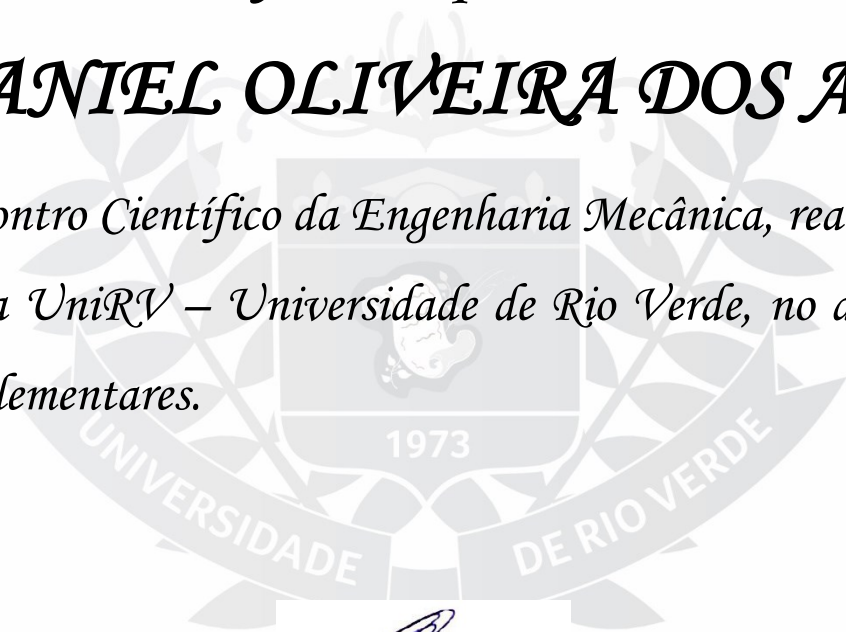 ANIEL OLIVEIRA DOS A
ontro Científico da Engenharia Mecânica, rea
a UniRV – Universidade de Rio Verde, no d
lementares.
1973
UNIVERSIDADE DE RIO VERDE